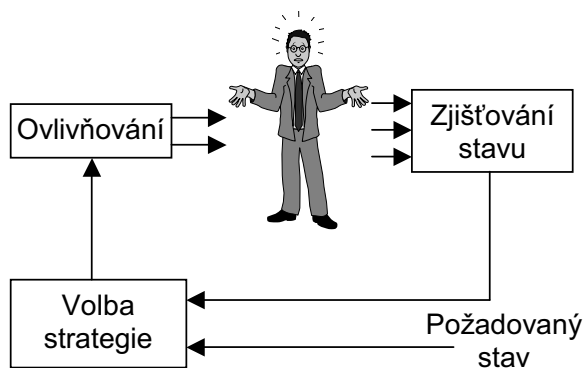 Ovlivňování
Zjišťování
stavu
Volba
strategie
Požadovaný
stav